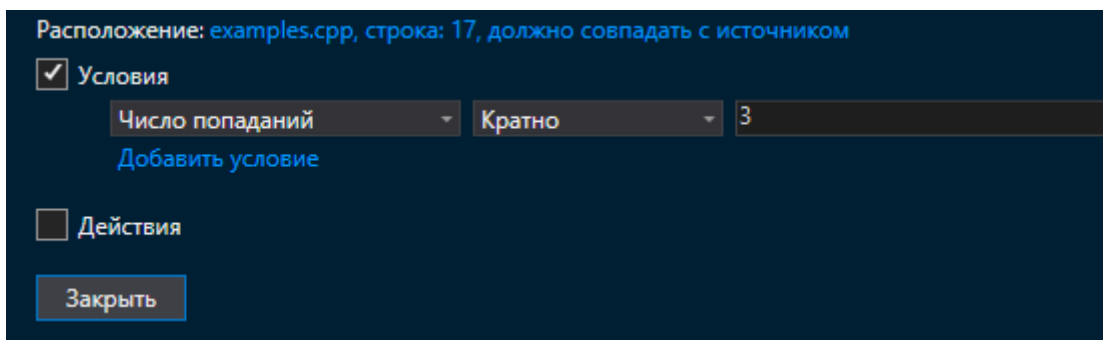 Расположение: examples.cpp, строка: 17, должно совпадать с источником
Условия
Число попаданий Кратно 3
Добавить условие
Действия
Закрыть